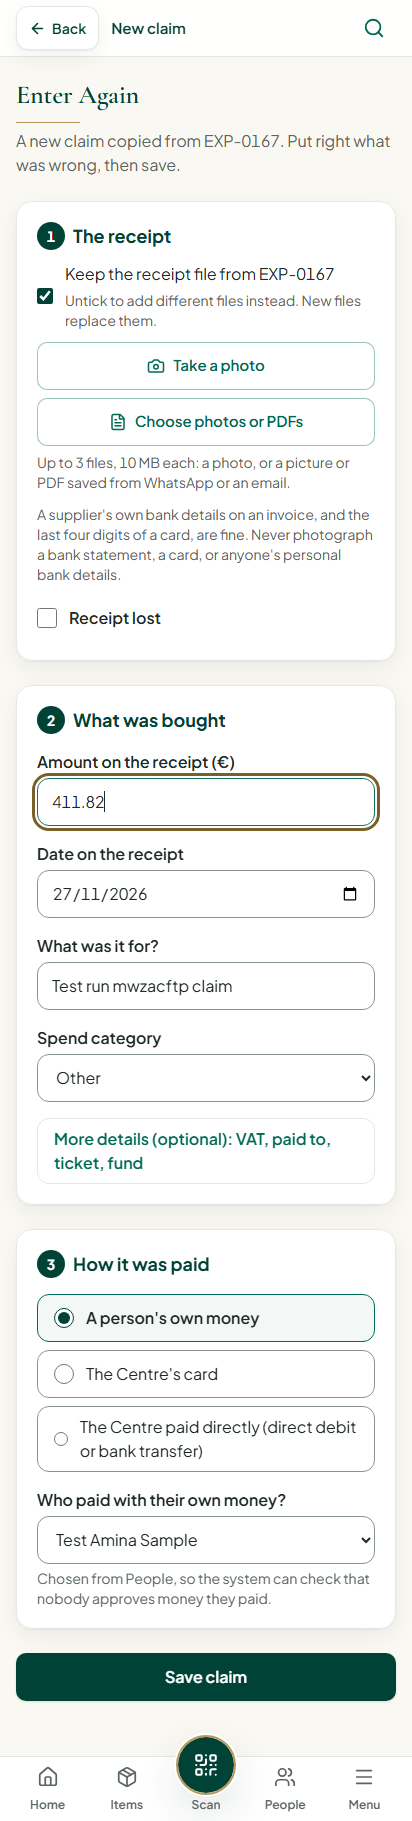 Back
New claim
Enter Again
A new claim copied from EXP-0167. Put right what
was wrong, then save.
1 The receipt
Keep the receipt file from EXP-0167
Untick to add different files instead. New files
replace them.
Take a photo
Choose photos or PDFs
Up to 3 files, 10 MB each: a photo, or a picture or
PDF saved from WhatsApp or an email.
A supplier's own bank details on an invoice, and the
last four digits of a card, are fine. Never photograph
a bank statement, a card, or anyone's personal
bank details.
Receipt lost
2 What was bought
Amount on the receipt (€)
411.82
Date on the receipt
27/11/2026
What was it for?
Test run mwzacftp claim
Spend category
Other
More details (optional): VAT, paid to,
ticket, fund
3 How it was paid
A person's own money
The Centre's card
The Centre paid directly (direct debit
or bank transfer)
Who paid with their own money?
Test Amina Sample
Chosen from People, so the system can check that
nobody approves money they paid.
Save claim
Home
Items
Scan
People
Menu